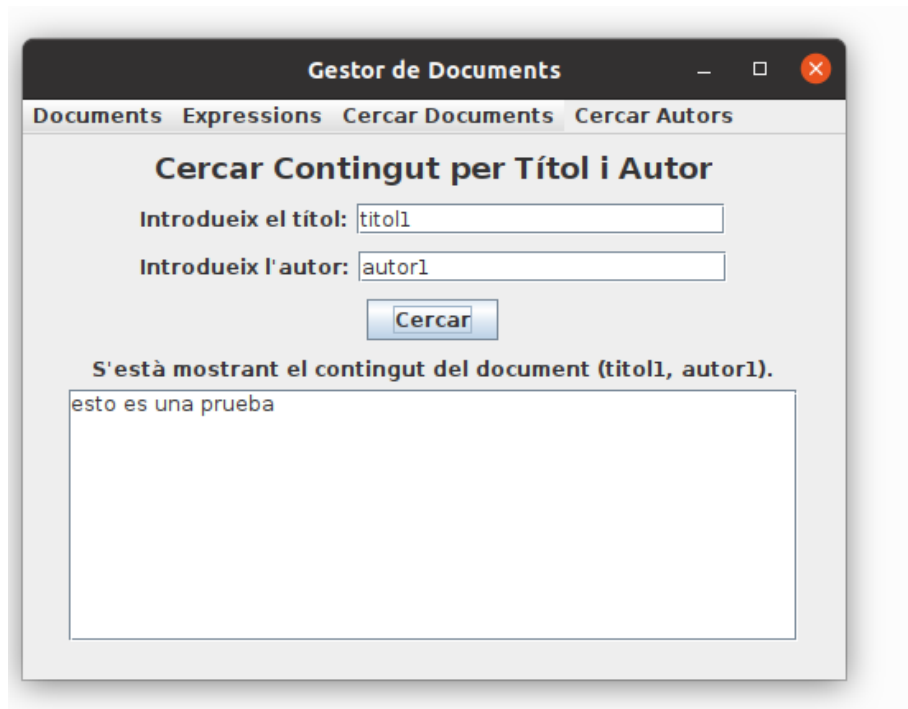 Gestor de Documents
Documents Expressions Cercar Documents Cercar Autors
Cercar Contingut per Títol i Autor
Introdueix el títol: titol1
Introdueix l'autor: autor1
Cercar
S'està mostrant el contingut del document (titol1, autor1).
esto es una prueba